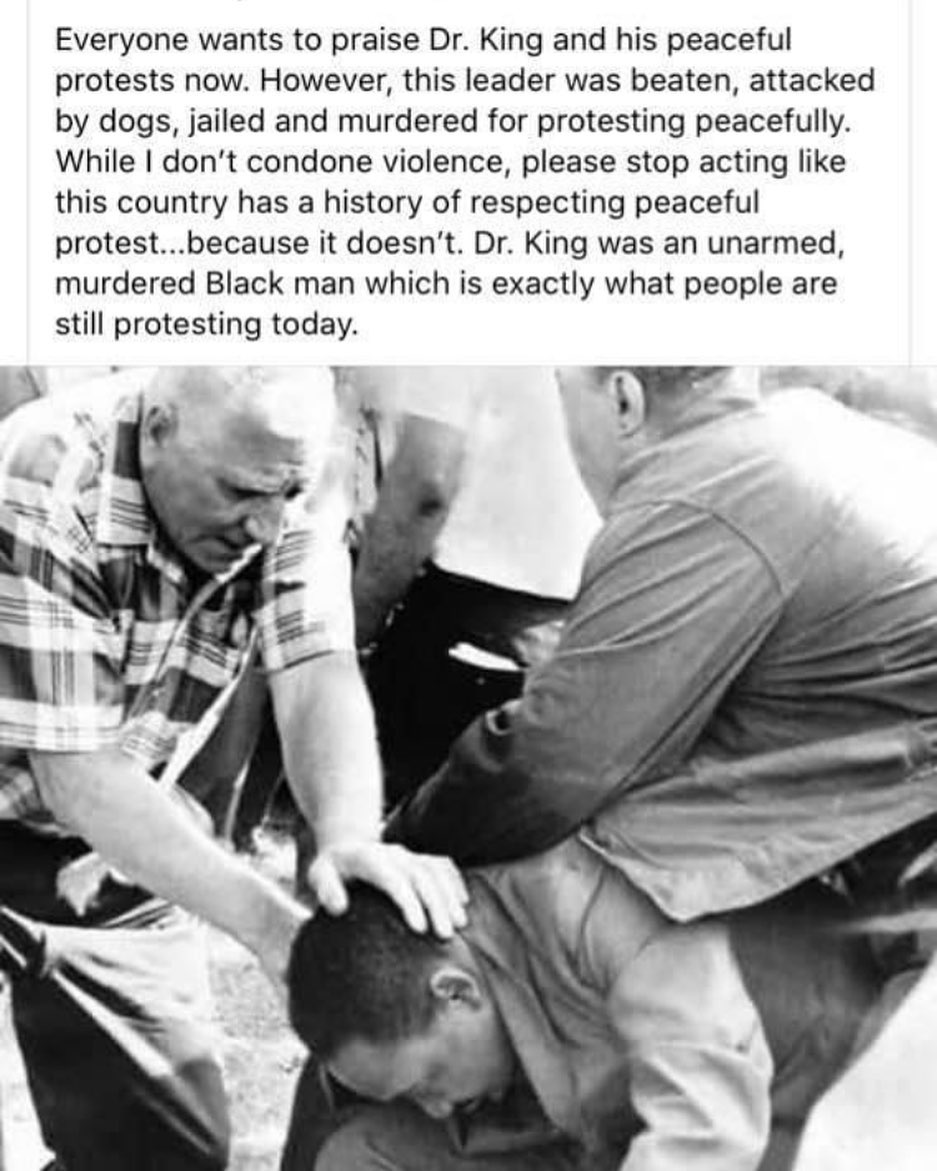 Everyone wants to praise Dr. King and his peaceful
protests now. However, this leader was beaten, attacked
by dogs, jailed and murdered for protesting peacefully.
While I don't condone violence, please stop acting like
this country has a history of respecting peaceful
protest...because it doesn't. Dr. King was an unarmed,
murdered Black man which is exactly what people are
still protesting today.